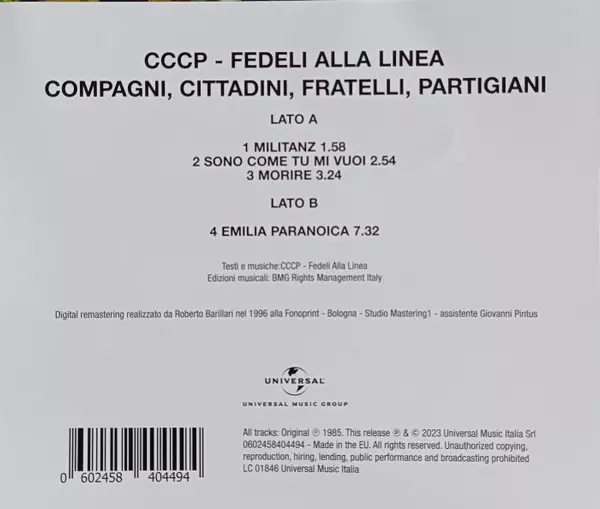 CCCP - FEDELI ALLA LINEA
COMPAGNI, CITTADINI, FRATELLI, PARTIGIANI
LATO A
1 MILITANZ 1.58
2 SONO COME TU MI VUOI 2.54
3 MORIRE 3.24
LATO B
4 EMILIA PARANOICA 7.32
Testi e musiche:CCCP - Fedeli Alla Linea
Edizioni musicali: BMG Rights Management Italy
Digital remastering realizzato da Roberto Barillari nel 1996 alla Fonoprint - Bologna - Studio Mastering1 - assistente Giovanni Pintus
UNIVERSAL
UNIVERSAL MUSIC GROUP
All tracks: Original ℗ 1985. This release ℗ & © 2023 Universal Music Italia Srl
0602458404494 - Made in the EU. All rights reserved. Unauthorized copying,
reproduction, hiring, lending, public performance and broadcasting prohibited
LC 01846 Universal Music Italia
0 602458 404494